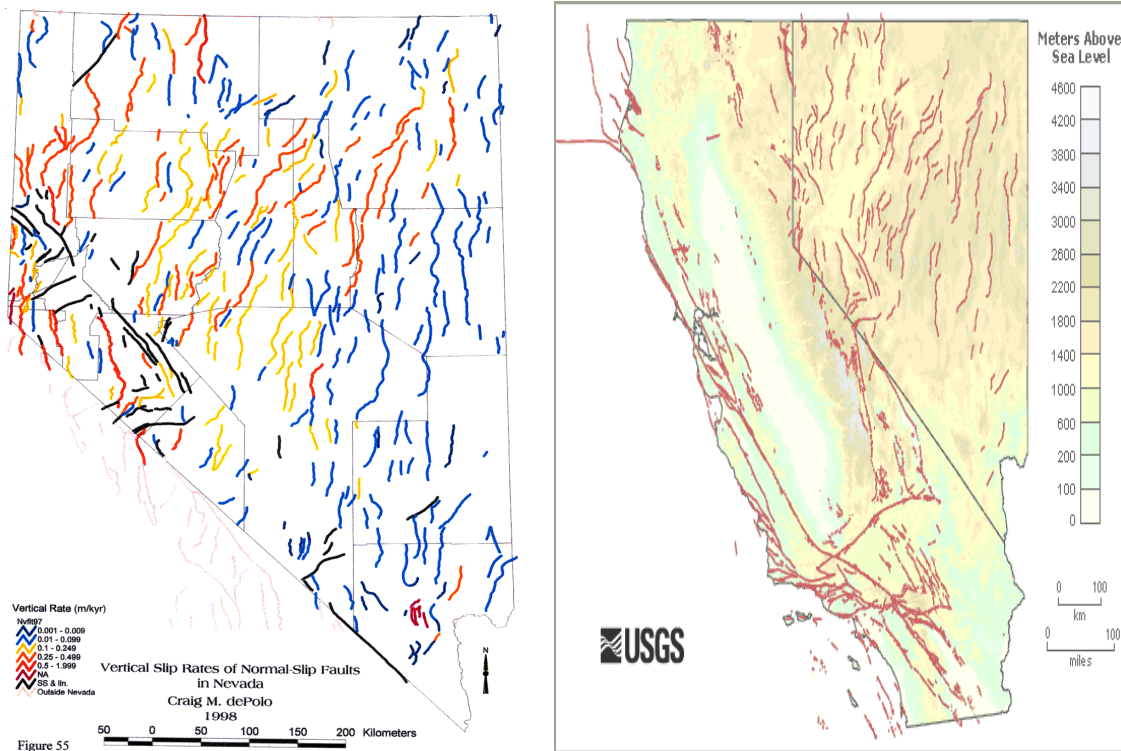 Vertical Rate (m/kyr)
Nvflt97
0.001 - 0.009
0.01 - 0.099
0.1 - 0.249
0.25 - 0.499
0.5 - 1.999
NA
SS & lin.
Outside Nevada
Vertical Slip Rates of Normal-Slip Faults
in Nevada
Craig M. dePolo
1998
N
50 0 50 100 150 200 Kilometers
Figure 55
Meters Above
Sea Level
4600
4200
3800
3400
3000
2600
2200
1800
1400
1000
600
200
100
0
0 100
km
0 100
miles
USGS